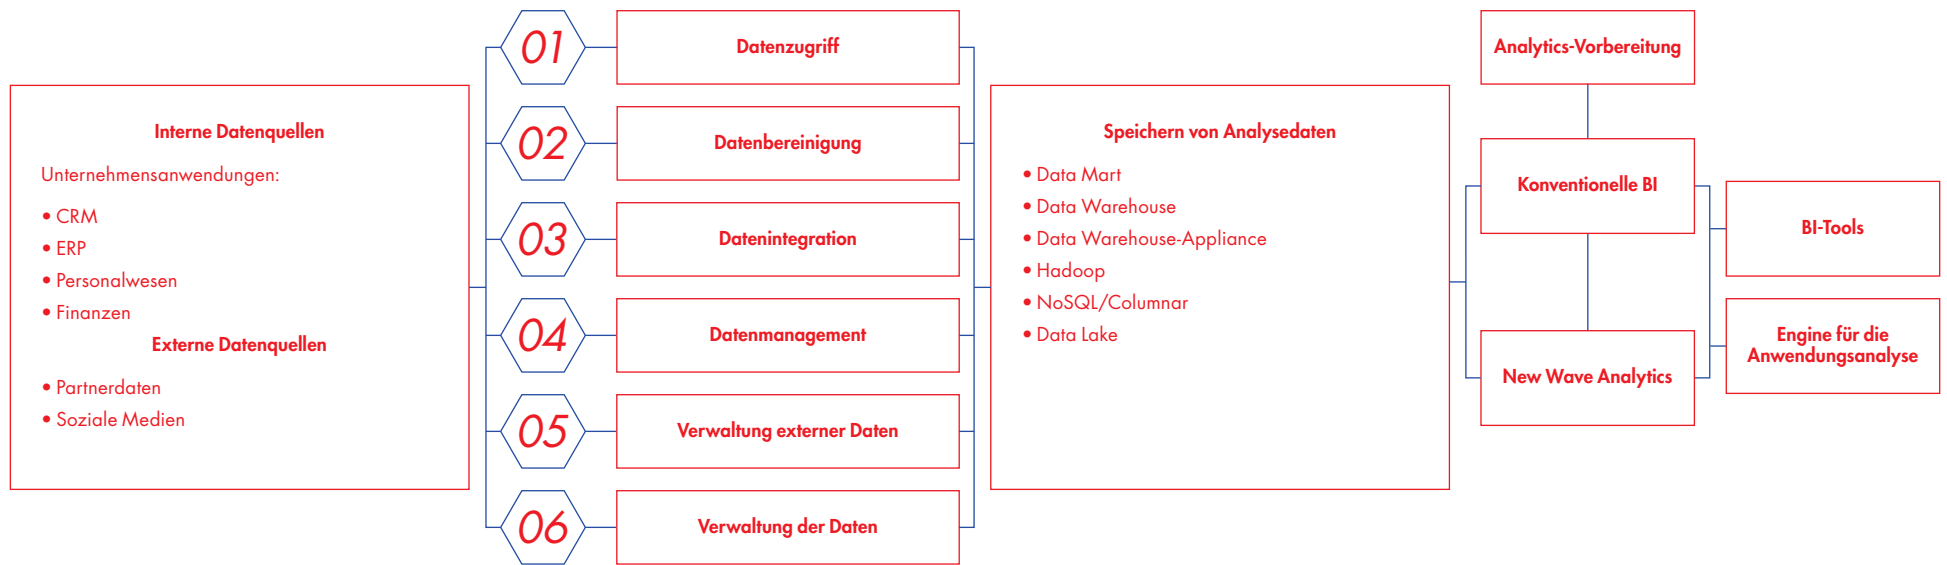 Interne Datenquellen
Unternehmensanwendungen:
• CRM
• ERP
• Personalwesen
• Finanzen
Externe Datenquellen
• Partnerdaten
• Soziale Medien
01
Datenzugriff
02
Datenbereinigung
03
Datenintegration
04
Datenmanagement
05
Verwaltung externer Daten
06
Verwaltung der Daten
Speichern von Analysedaten
• Data Mart
• Data Warehouse
• Data Warehouse-Appliance
• Hadoop
• NoSQL/Columnar
• Data Lake
Analytics-Vorbereitung
Konventionelle BI
New Wave Analytics
BI-Tools
Engine für die
Anwendungsanalyse